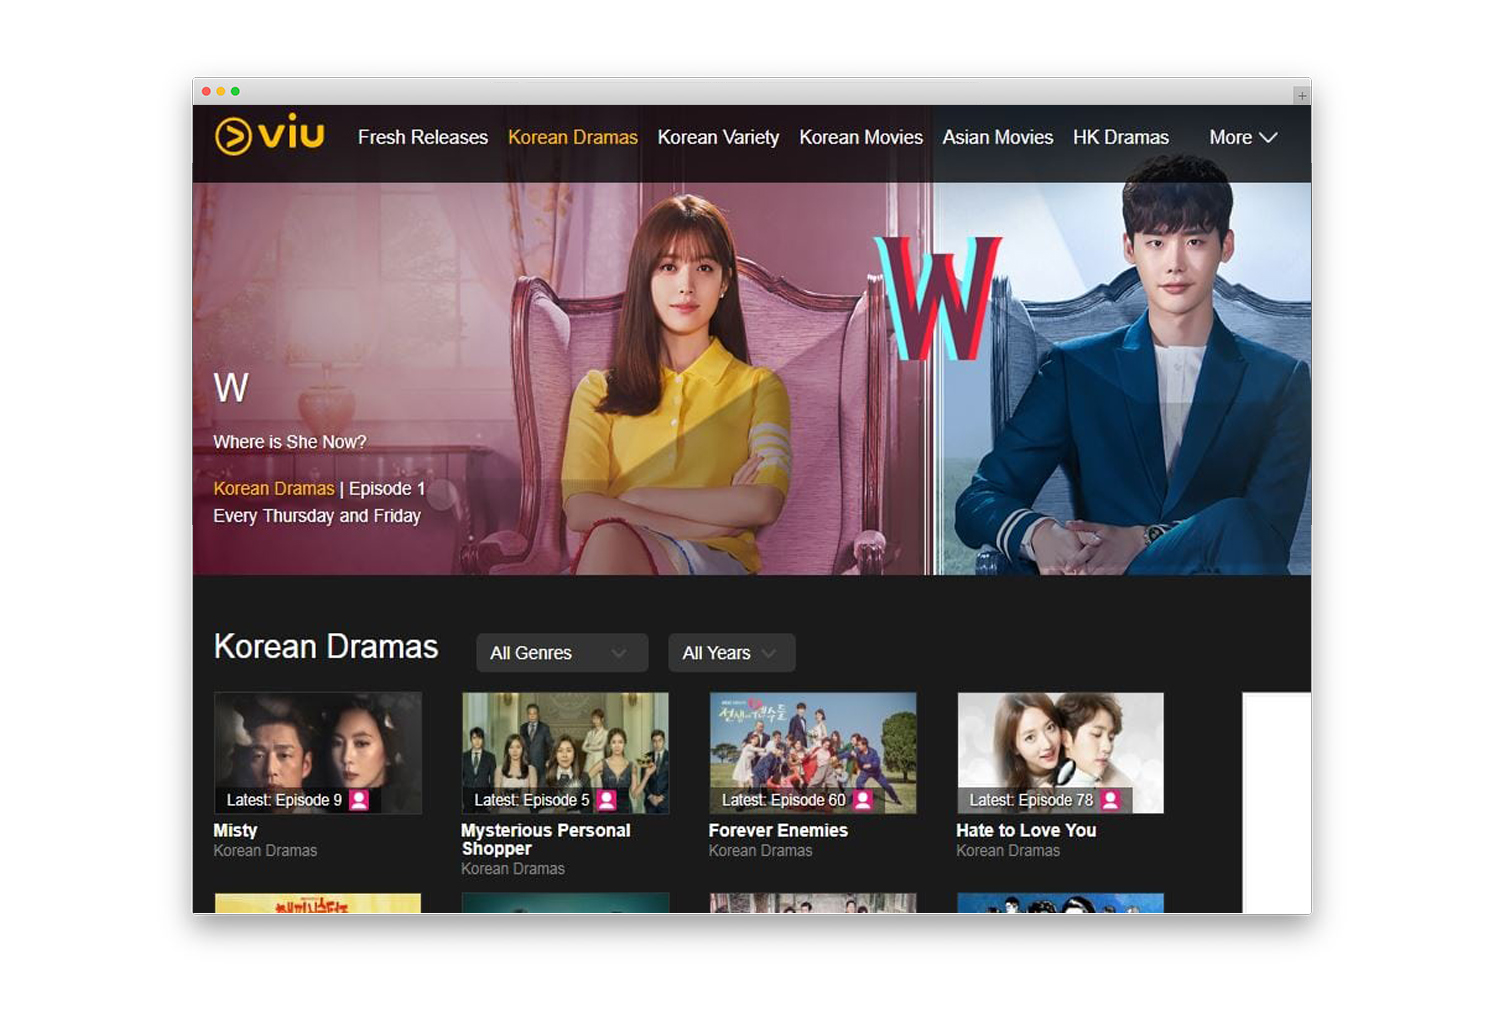 viu
Fresh Releases
Korean Dramas
Korean Variety
Korean Movies
Asian Movies
HK Dramas
More
W
W
Where is She Now?
Korean Dramas | Episode 1
Every Thursday and Friday
Korean Dramas
All Genres
All Years
Latest: Episode 9
Misty
Korean Dramas
Latest: Episode 5
Mysterious Personal
Shopper
Korean Dramas
Latest: Episode 60
Forever Enemies
Korean Dramas
Latest: Episode 78
Hate to Love You
Korean Dramas